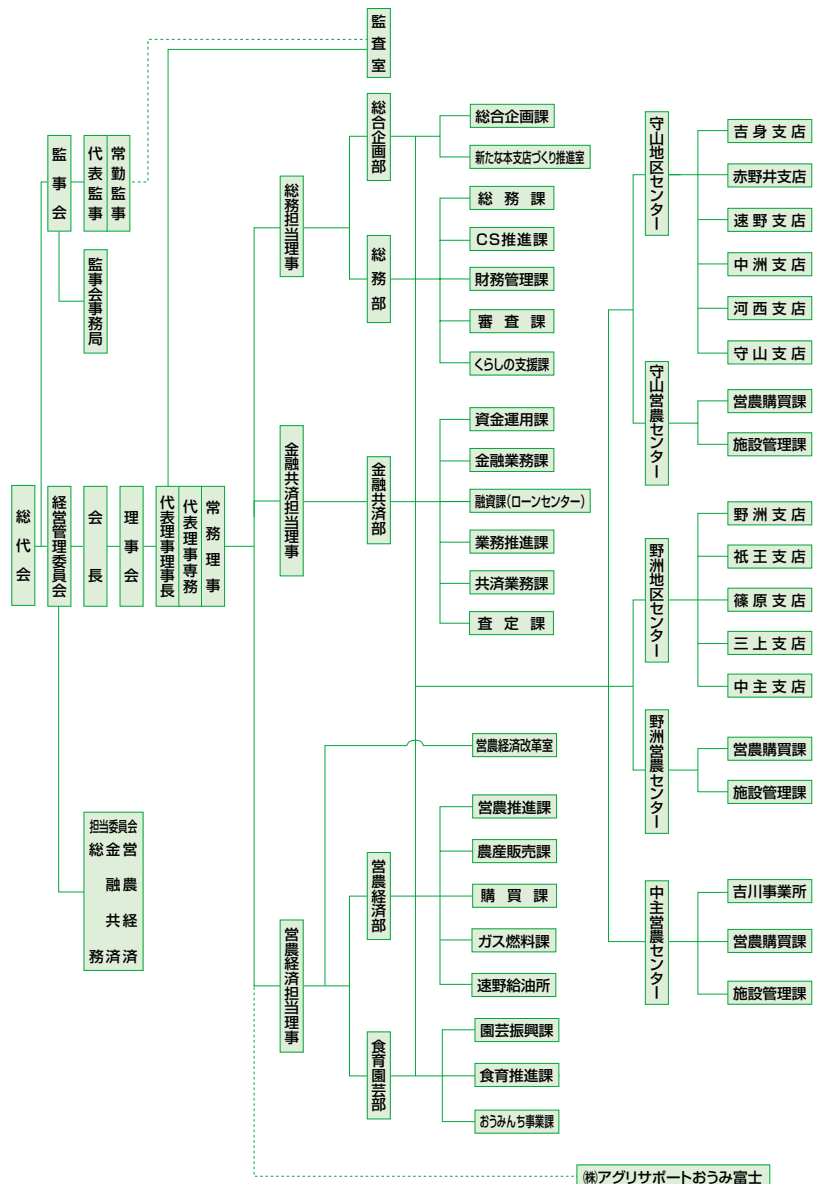 総代会
監事会
代表監事
常勤監事
監事会事務局
経営管理委員会
会長
理事会
代表理事理事長
代表理事専務
常務理事
担当委員会
総務
金融共済
営農経済
監査室
総務担当理事
総合企画部
総合企画課
新たな本支店づくり推進室
総務部
総務課
CS推進課
財務管理課
審査課
くらしの支援課
金融共済担当理事
金融共済部
資金運用課
金融業務課
融資課(ローンセンター)
業務推進課
共済業務課
査定課
営農経済担当理事
営農経済改革室
営農経済部
営農推進課
農産販売課
購買課
ガス燃料課
速野給油所
食育園芸部
園芸振興課
食育推進課
おうみんち事業課
㈱アグリサポートおうみ冨士
守山地区センター
吉身支店
赤野井支店
速野支店
中洲支店
河西支店
守山支店
守山営農センター
営農購買課
施設管理課
野洲地区センター
野洲支店
祇王支店
篠原支店
三上支店
中主支店
野洲営農センター
営農購買課
施設管理課
中主営農センター
吉川事業所
営農購買課
施設管理課